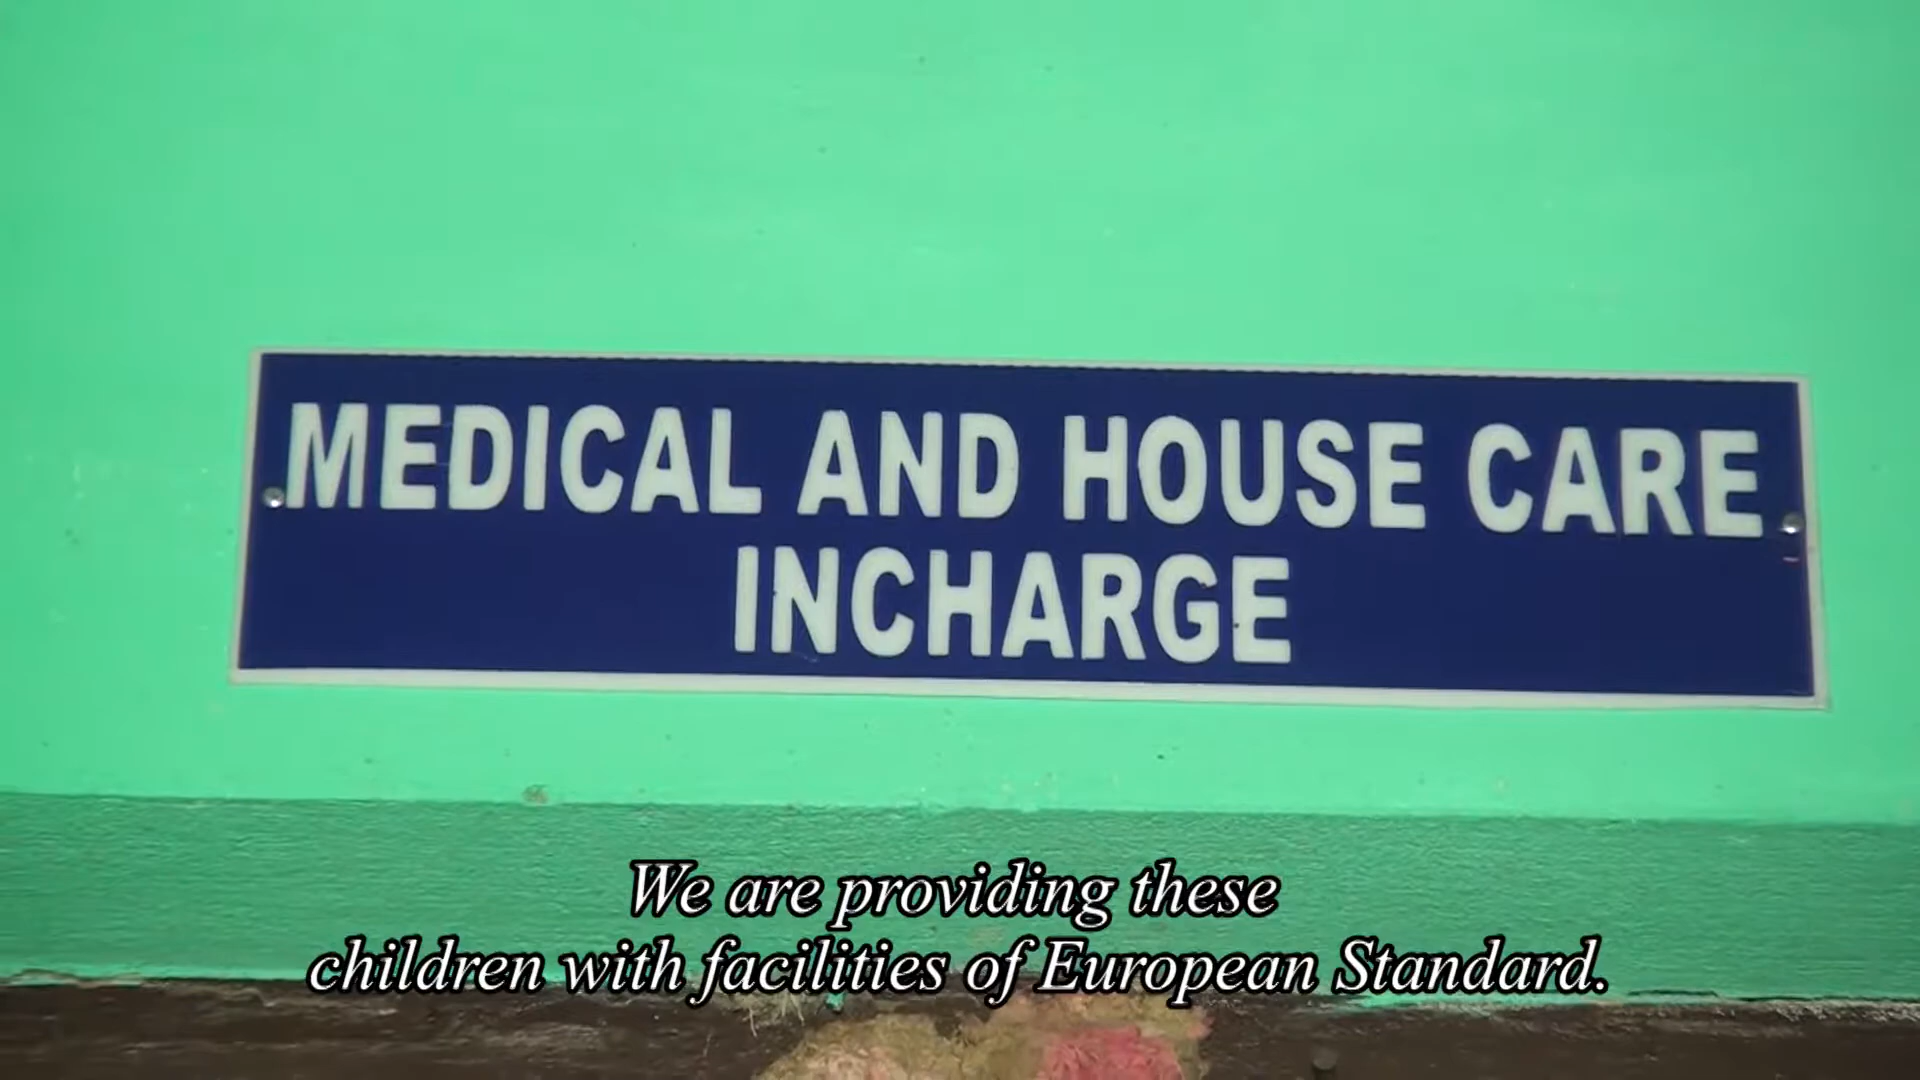 MEDICAL AND HOUSE CARE
INCHARGE
We are providing these
children with facilities of European Standard.